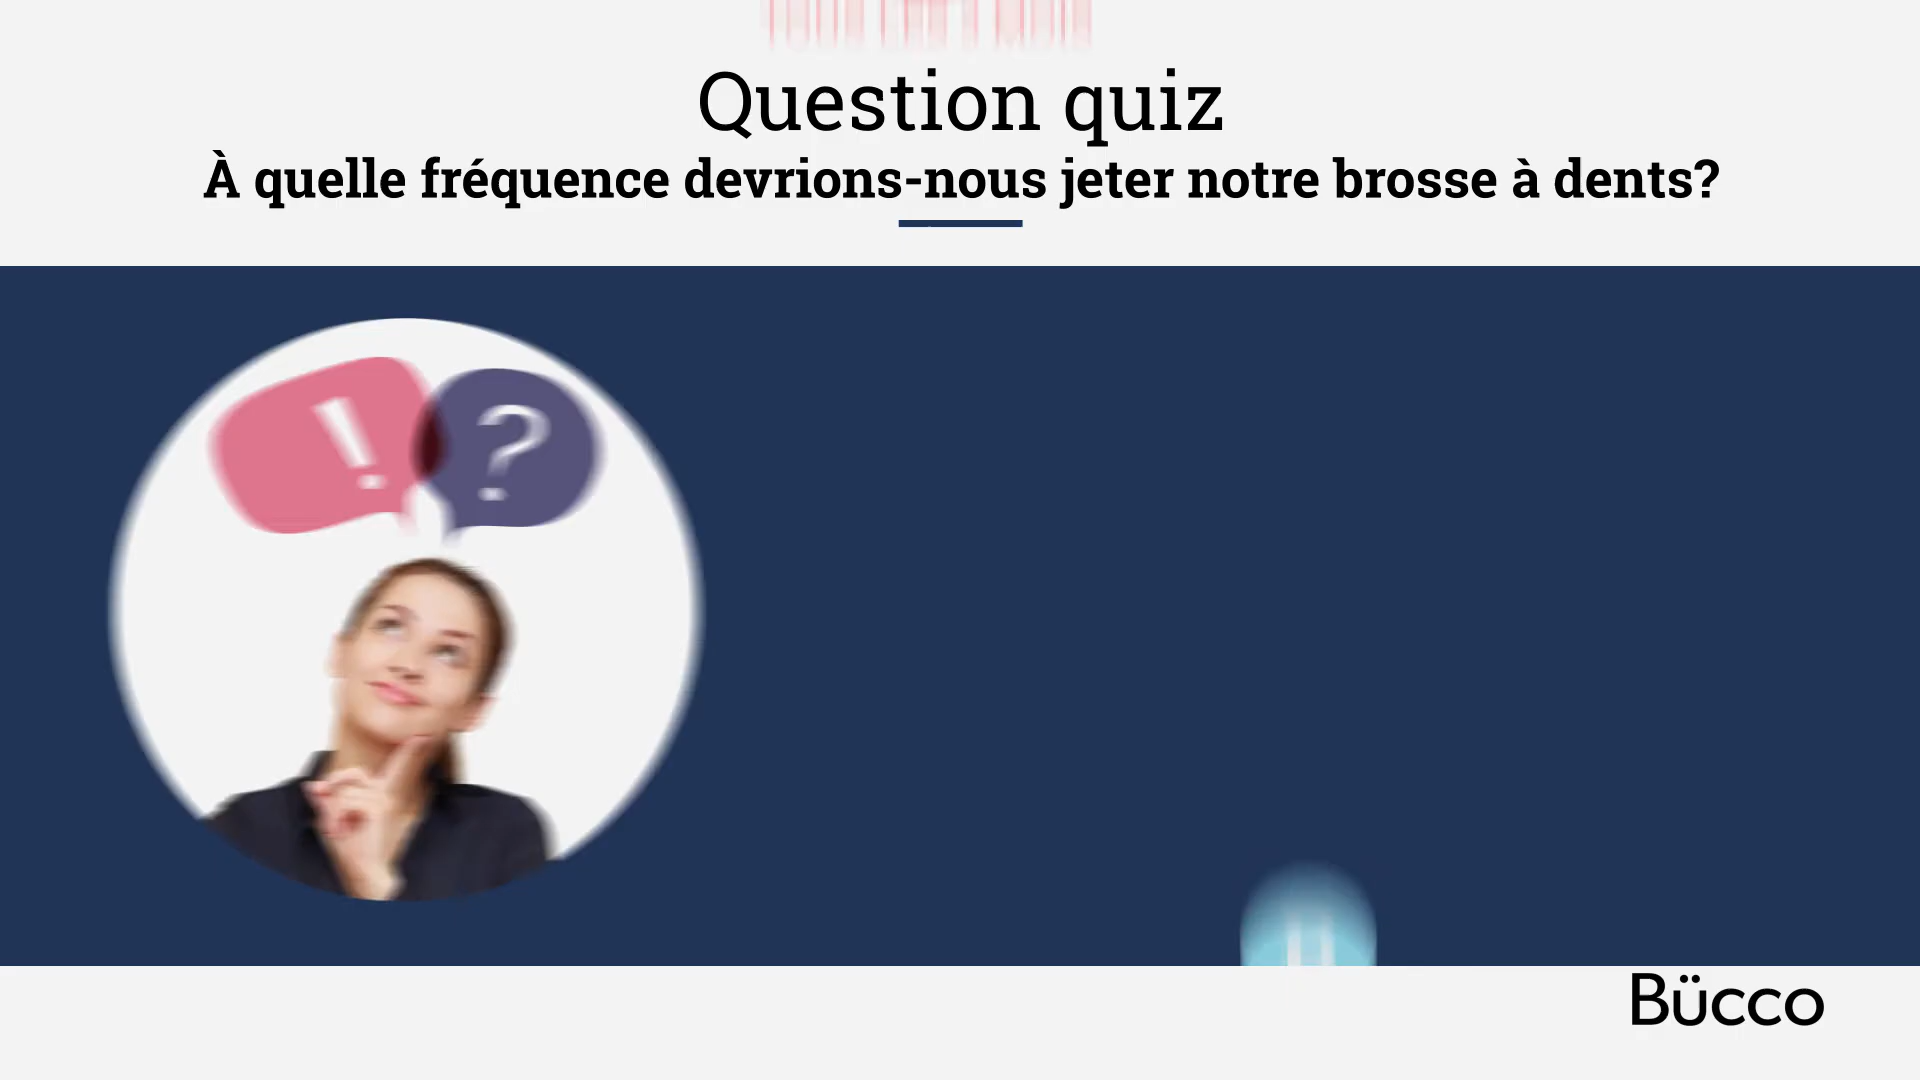 Question quiz
À quelle fréquence devrions-nous jeter notre brosse à dents?
! ?
Bücco